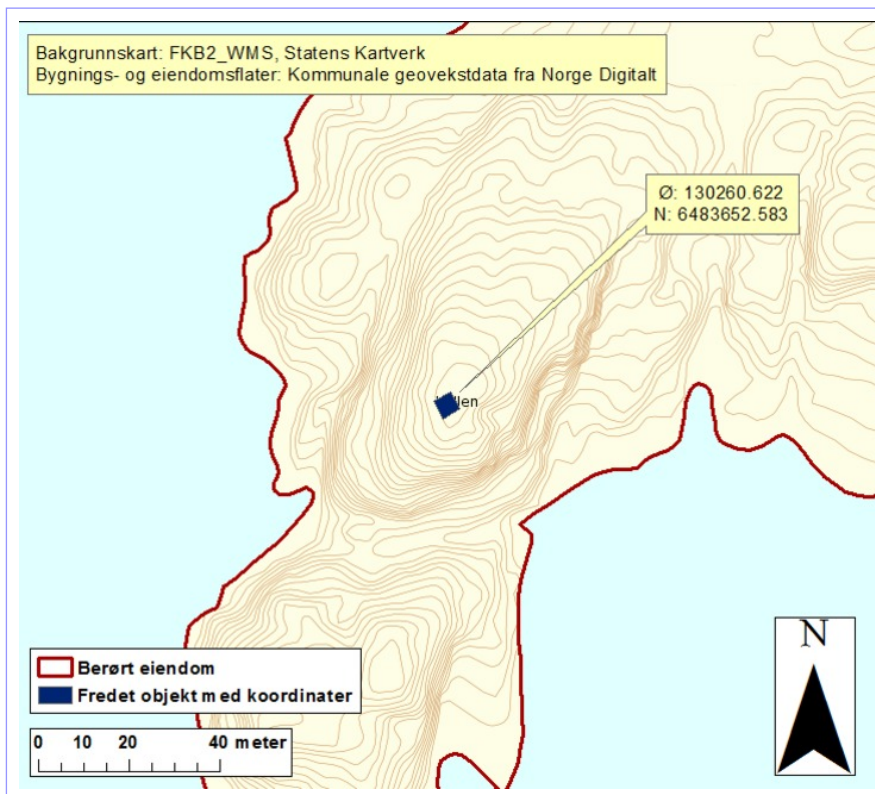 Bakgrunnskart: FKB2_WMS, Statens Kartverk
Bygnings- og eiendomsflater: Kommunale geovekstdata fra Norge Digitalt
Ø: 130260.622
N: 6483652.583
N
Berørt eiendom
Fredet objekt med koordinater
0 10 20 40 meter